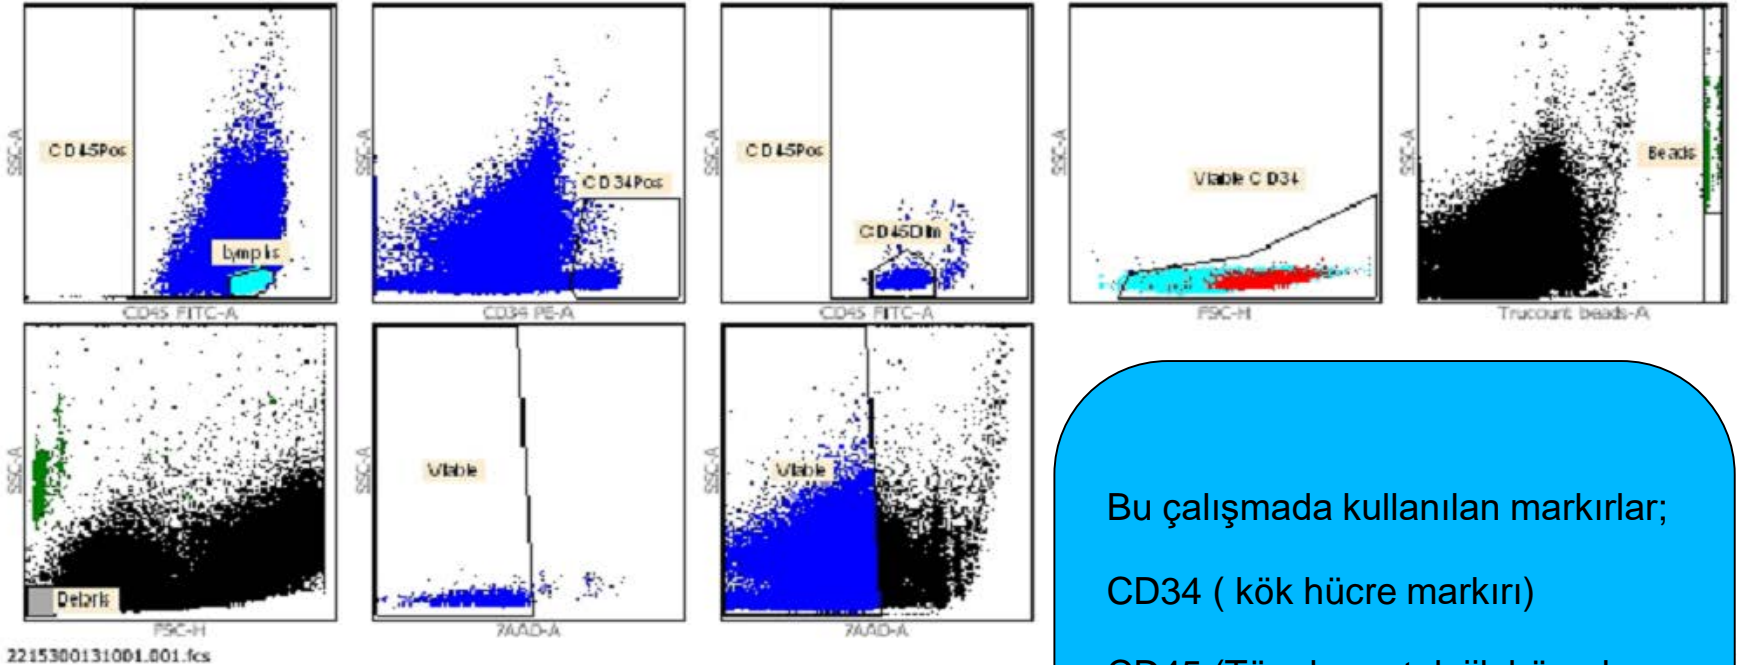 SSC-A
CD45Pos
Lymphs
CD45 FITC-A
SSC-A
CD34Pos
CD34 PE-A
SSC-A
CD45Pos
CD45Dim
CD45 FITC-A
SSC-A
Viable CD34
FSC-H
SSC-A
Beads
Trucount beads-A
SSC-A
Debris
FSC-H
SSC-A
Viable
7AAD-A
SSC-A
Viable
7AAD-A
2215300131001.001.fcs
Bu çalışmada kullanılan markırlar;
CD34 ( kök hücre markırı)